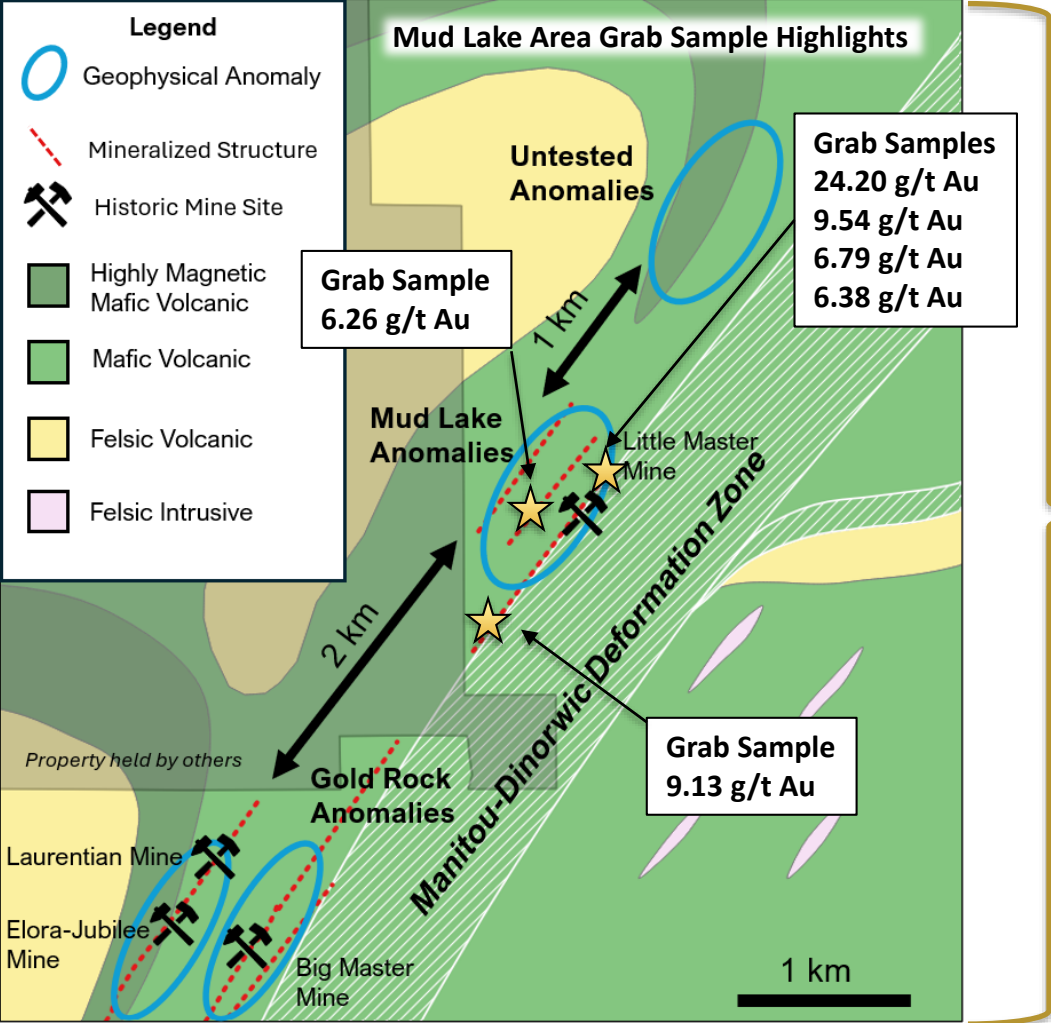 Legend
Geophysical Anomaly
Mineralized Structure
Historic Mine Site
Highly Magnetic
Mafic Volcanic
Mafic Volcanic
Felsic Volcanic
Felsic Intrusive
Mud Lake Area Grab Sample Highlights
Untested
Anomalies
Grab Samples
24.20 g/t Au
9.54 g/t Au
6.79 g/t Au
6.38 g/t Au
Grab Sample
6.26 g/t Au
1 km
Mud Lake
Anomalies
Little Master
Mine
2 km
Manitou-Dinorwic Deformation Zone
Grab Sample
9.13 g/t Au
Property held by others
Gold Rock
Anomalies
Laurentian Mine
Elora-Jubilee
Mine
Big Master
Mine
1 km